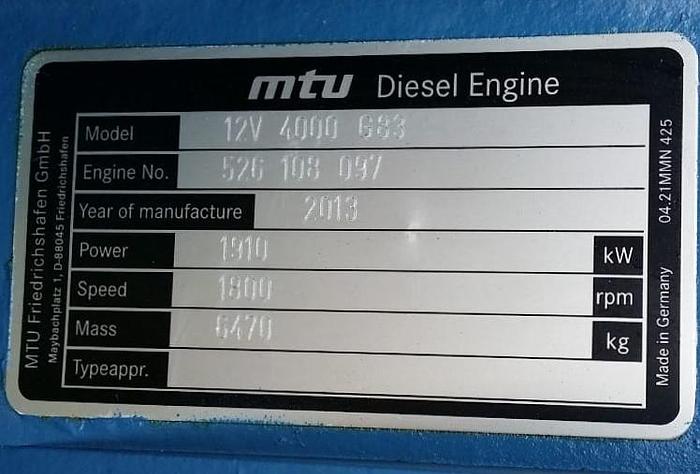 mtu Diesel Engine
Model 12V 4000 G83
Engine No. 526 108 097
Year of manufacture 2013
Power 1910 kW
Speed 1800 rpm
Mass 6470 kg
Typeappr.
MTU Friedrichshafen GmbH
Maybachplatz 1, D-88045 Friedrichshafen
Made in Germany 04.21MMN 425